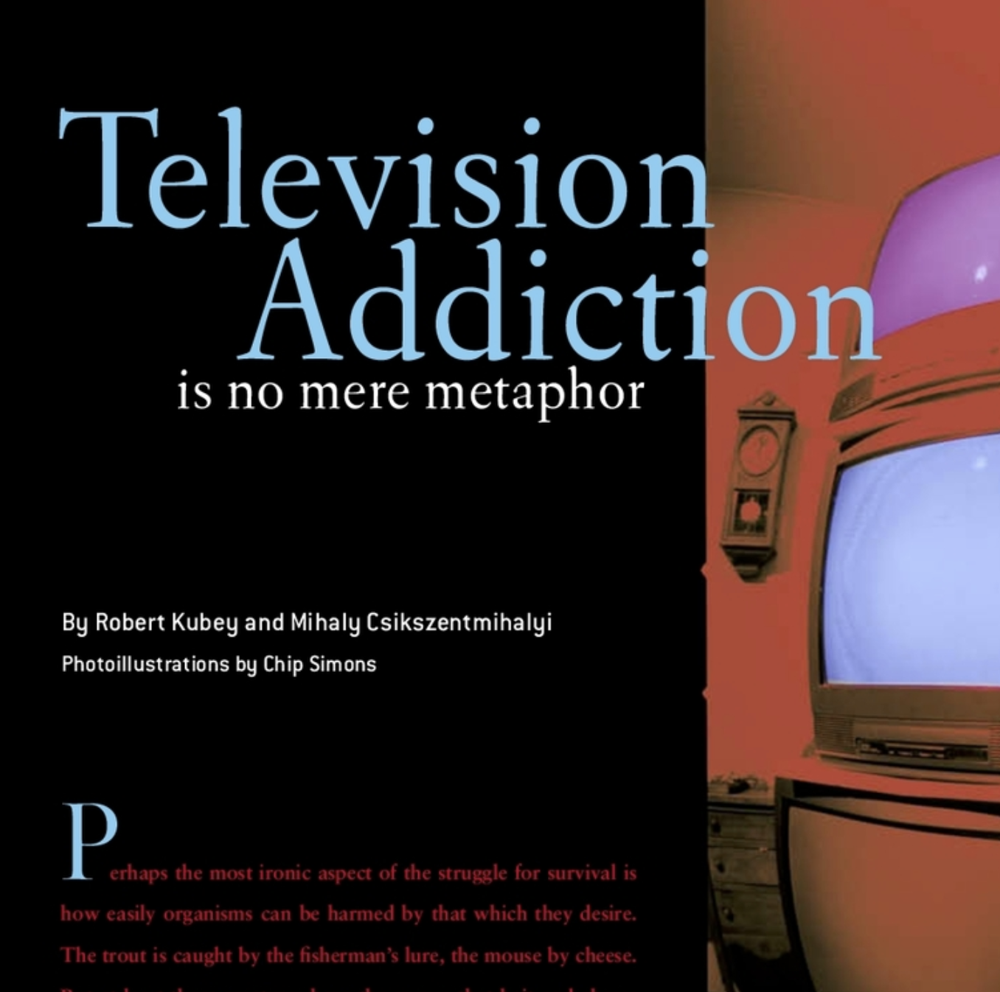 Television
Addiction
is no mere metaphor
By Robert Kubey and Mihaly Csikszentmihalyi
Photoillustrations by Chip Simons
Perhaps the most ironic aspect of the struggle for survival is
how easily organisms can be harmed by that which they desire.
The trout is caught by the fisherman's lure, the mouse by cheese.